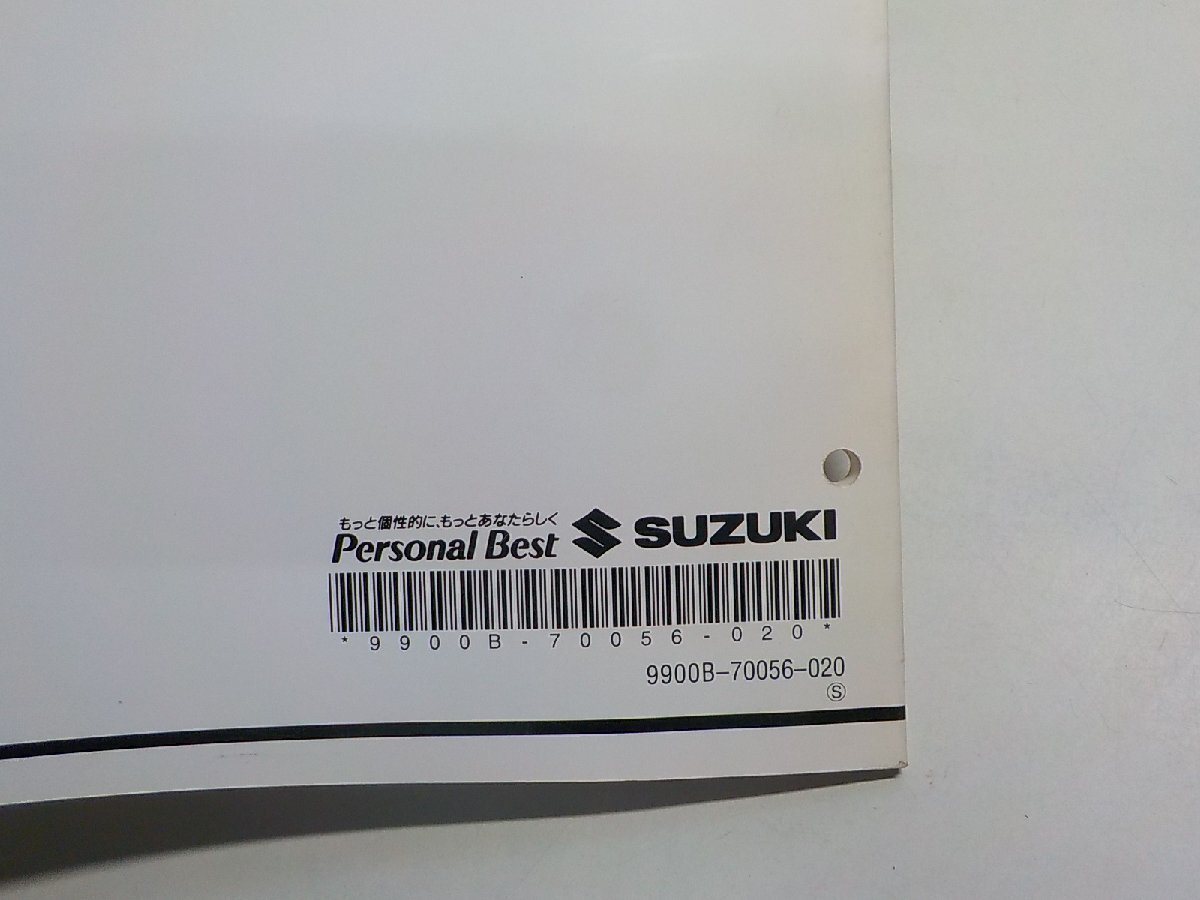 もっと個性的に、もっとあなたらしく
Personal Best SUZUKI
*9900B-70056-020*
9900B-70056-020
Ⓢ